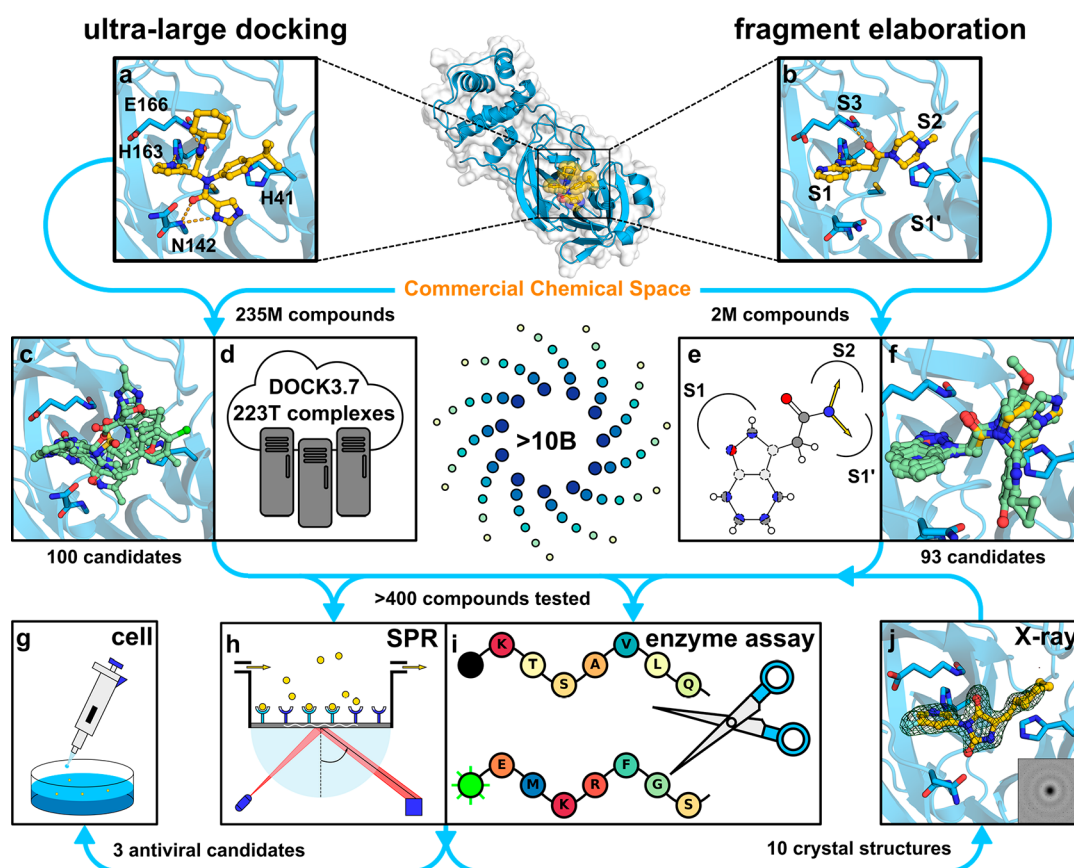 ultra-large docking
fragment elaboration
a
E166
H163
H41
N142
b
S3
S2
S1
S1'
Commercial Chemical Space
235M compounds
2M compounds
c
d
DOCK3.7
223T complexes
>10B
e
S1
S2
S1'
f
100 candidates
93 candidates
>400 compounds tested
g
cell
h
SPR
i
enzyme assay
K
T
S
A
V
L
Q
E
M
K
R
F
G
S
j
X-ray
3 antiviral candidates
10 crystal structures